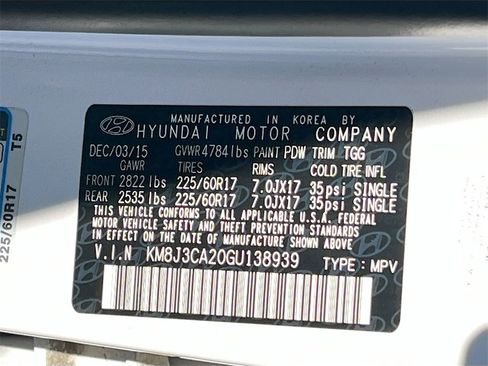 MANUFACTURED IN KOREA BY
HYUNDAI MOTOR COMPANY
DEC/03/15 GVWR 4784 lbs PAINT PDW TRIM TGG
GAWR TIRES RIMS COLD TIRE INFL
FRONT 2822 lbs 225/60R17 7.0JX17 35psi SINGLE
REAR 2535 lbs 225/60R17 7.0JX17 35psi SINGLE
THIS VEHICLE CONFORMS TO ALL APPLICABLE U.S.A. FEDERAL
MOTOR VEHICLE SAFETY, BUMPER, AND THEFT PREVENTION
STANDARDS IN EFFECT ON THE DATE OF MANUFACTURE SHOWN ABOVE.
V.I.N KM8J3CA20GU138939 TYPE : MPV
225/60R17 T5